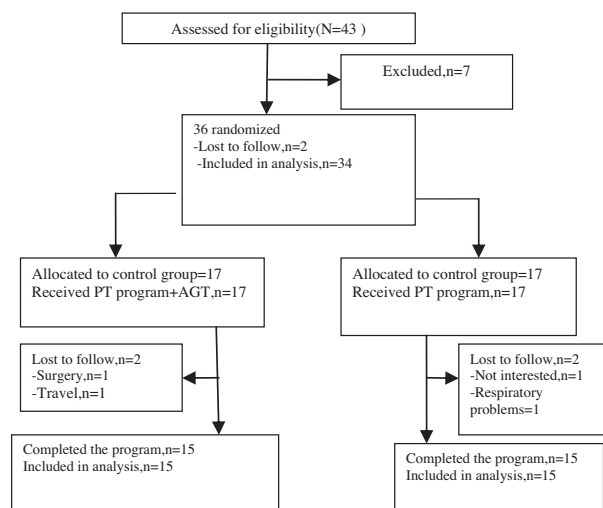 Assessed for eligibility(N=43 )
Excluded,n=7
36 randomized
-Lost to follow,n=2
-Included in analysis,n=34
Allocated to control group=17
Received PT program+AGT,n=17
Allocated to control group=17
Received PT program,n=17
Lost to follow,n=2
-Surgery,n=1
-Travel,n=1
Lost to follow,n=2
-Not interested,n=1
-Respiratory
problems=1
Completed the program,n=15
Included in analysis,n=15
Completed the program,n=15
Included in analysis,n=15